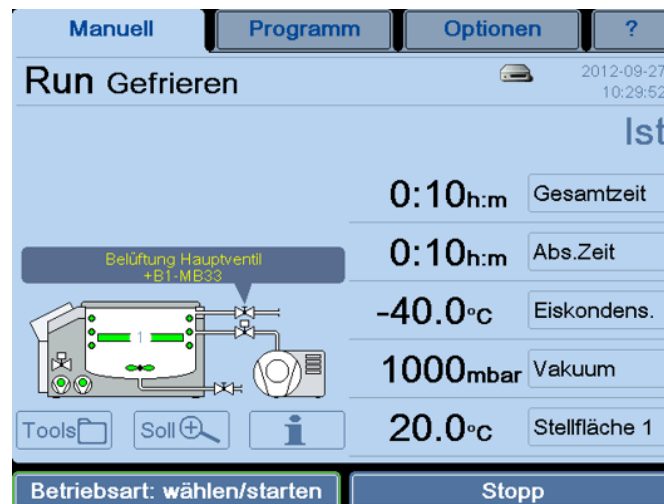 Manuell Programm Optionen ?
Run Gefrieren
2012-09-27
10:29:52
Ist
0:10h:m Gesamtzeit
0:10h:m Abs.Zeit
Belüftung Hauptventil
+B1-MB33
-40.0°C Eiskondens.
1
1000mbar Vakuum
20.0°C Stellfläche 1
Tools Soll i
Betriebsart: wählen/starten Stopp